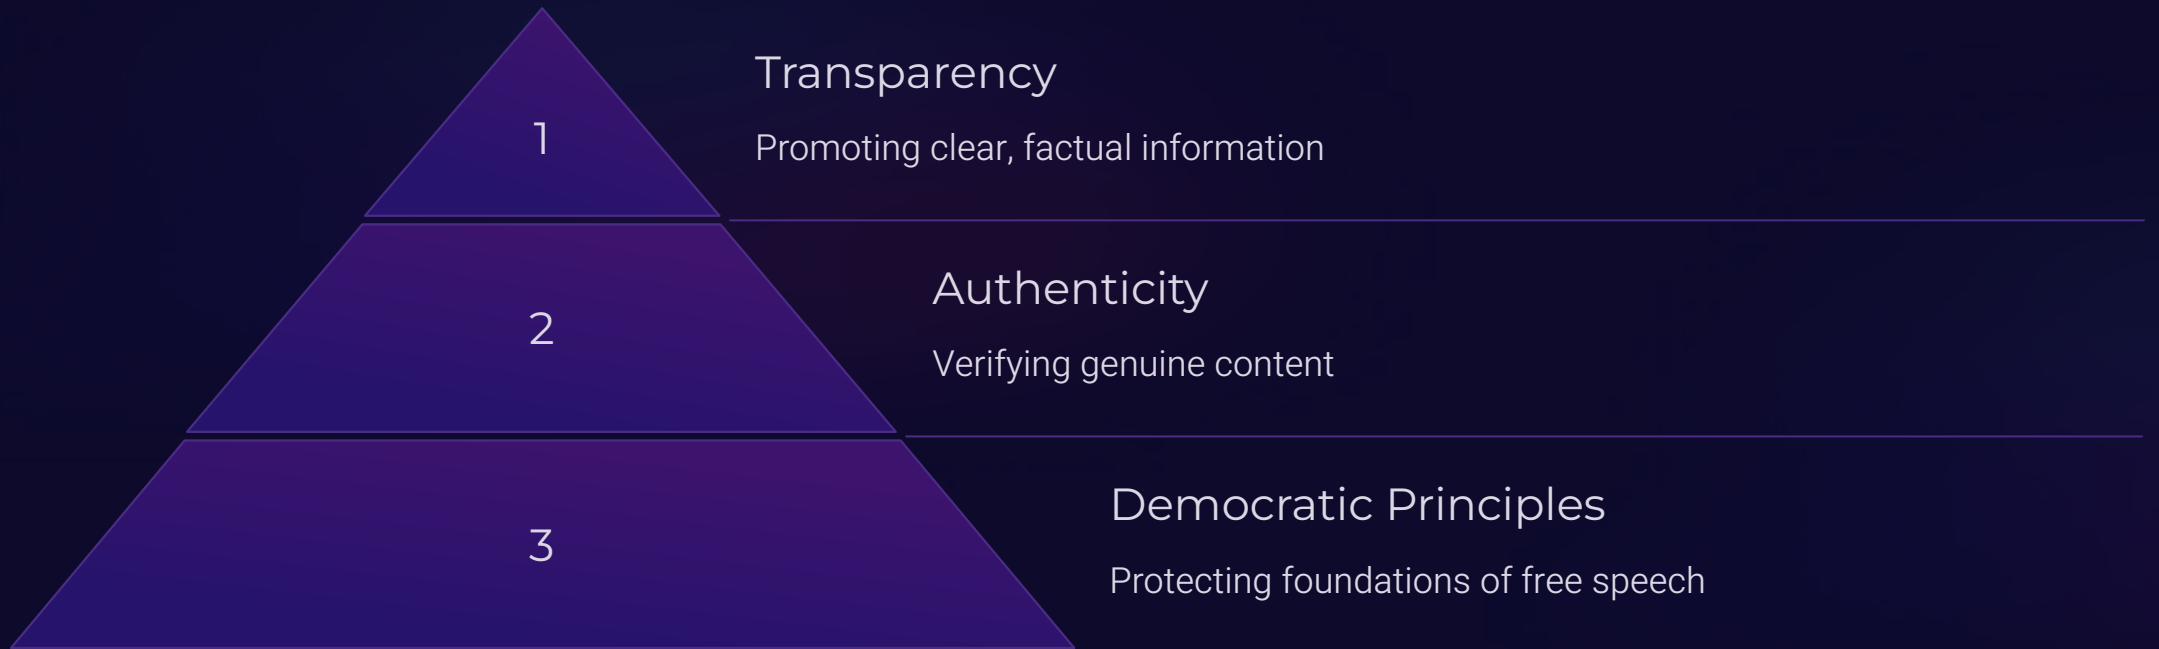 1
Transparency
Promoting clear, factual information
2
Authenticity
Verifying genuine content
3
Democratic Principles
Protecting foundations of free speech